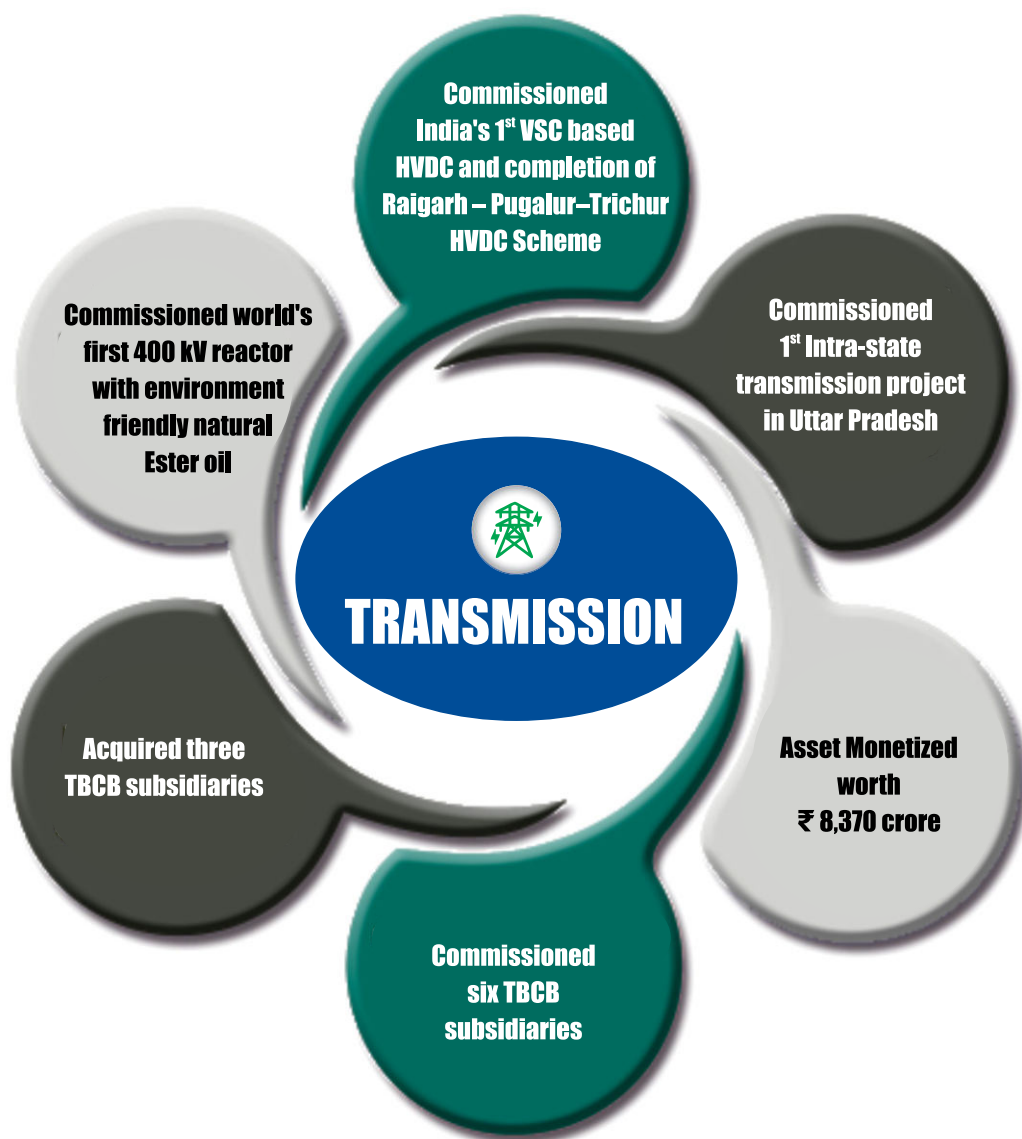 Commissioned
India's 1st VSC based
HVDC and completion of
Raigarh – Pugalur–Trichur
HVDC Scheme
Commissioned
1st Intra-state
transmission project
in Uttar Pradesh
Asset Monetized
worth
₹ 8,370 crore
Commissioned
six TBCB
subsidiaries
Acquired three
TBCB subsidiaries
Commissioned world's
first 400 kV reactor
with environment
friendly natural
Ester oil
TRANSMISSION